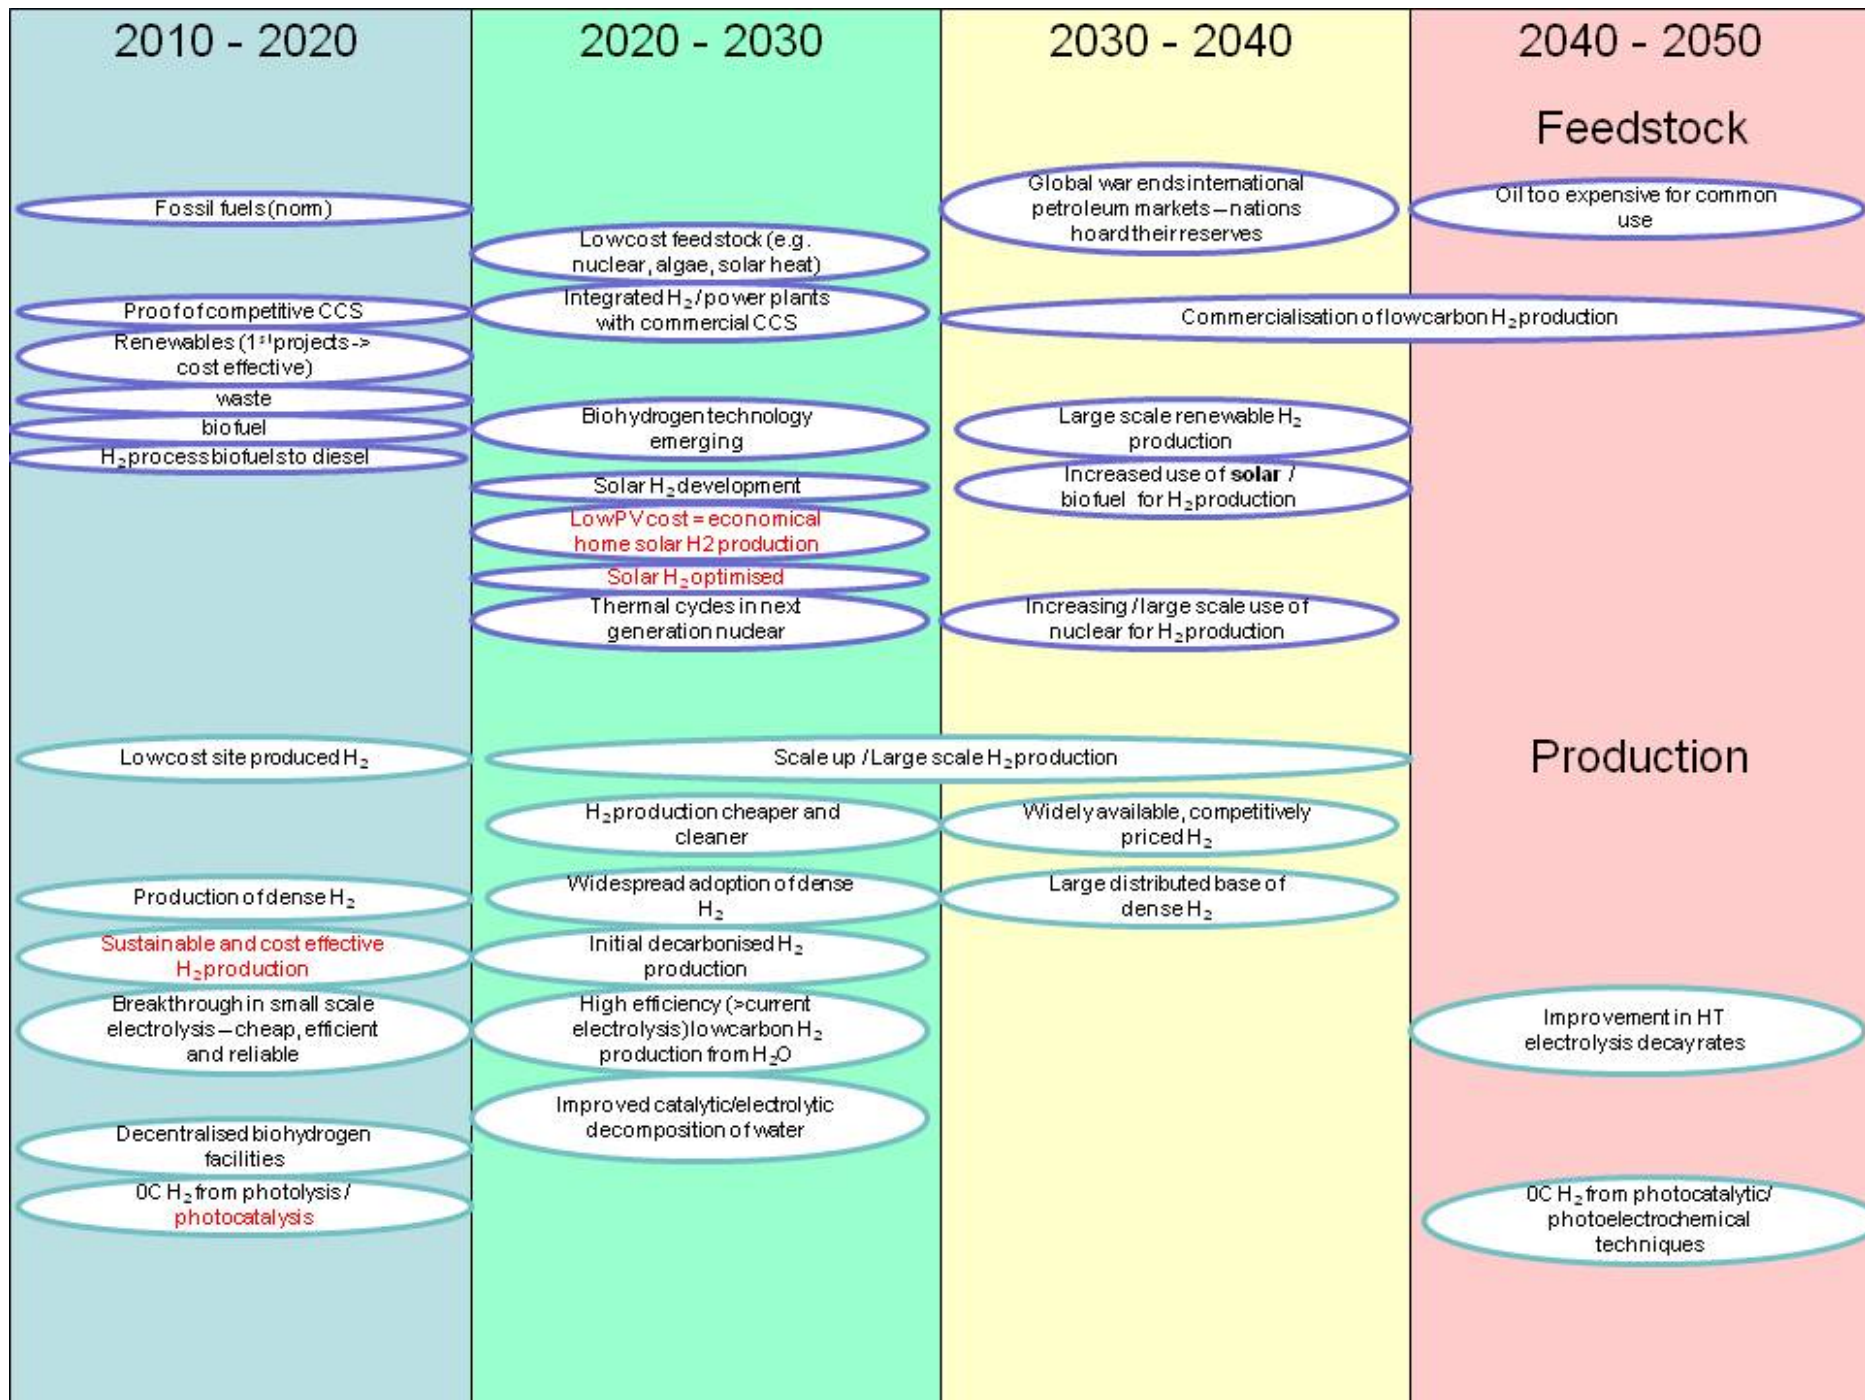 2010 - 2020
2020 - 2030
2030 - 2040
2040 - 2050
Feedstock
Fossil fuels (norm)
Global war ends international
petroleum markets – nations
hoard their reserves
Oil too expensive for common
use
Low cost feedstock (e.g.
nuclear, algae, solar heat)
Proof of competitive CCS
Integrated H₂ / power plants
with commercial CCS
Commercialisation of low carbon H₂ production
Renewables (1st projects ->
cost effective)
waste
biofuel
Biohydrogen technology
emerging
Large scale renewable H₂
production
H₂ process biofuels to diesel
Solar H₂ development
Increased use of solar /
biofuel for H₂ production
Low PV cost = economical
home solar H2 production
Solar H₂ optimised
Thermal cycles in next
generation nuclear
Increasing / large scale use of
nuclear for H₂ production
Production
Low cost site produced H₂
Scale up / Large scale H₂ production
H₂ production cheaper and
cleaner
Widely available, competitively
priced H₂
Production of dense H₂
Widespread adoption of dense
H₂
Large distributed base of
dense H₂
Sustainable and cost effective
H₂ production
Initial decarbonised H₂
production
Breakthrough in small scale
electrolysis – cheap, efficient
and reliable
High efficiency (>current
electrolysis) low carbon H₂
production from H₂O
Improvement in HT
electrolysis decay rates
Improved catalytic/electrolytic
decomposition of water
Decentralised biohydrogen
facilities
0C H₂ from photolysis /
photocatalysis
0C H₂ from photocatalytic/
photoelectrochemical
techniques